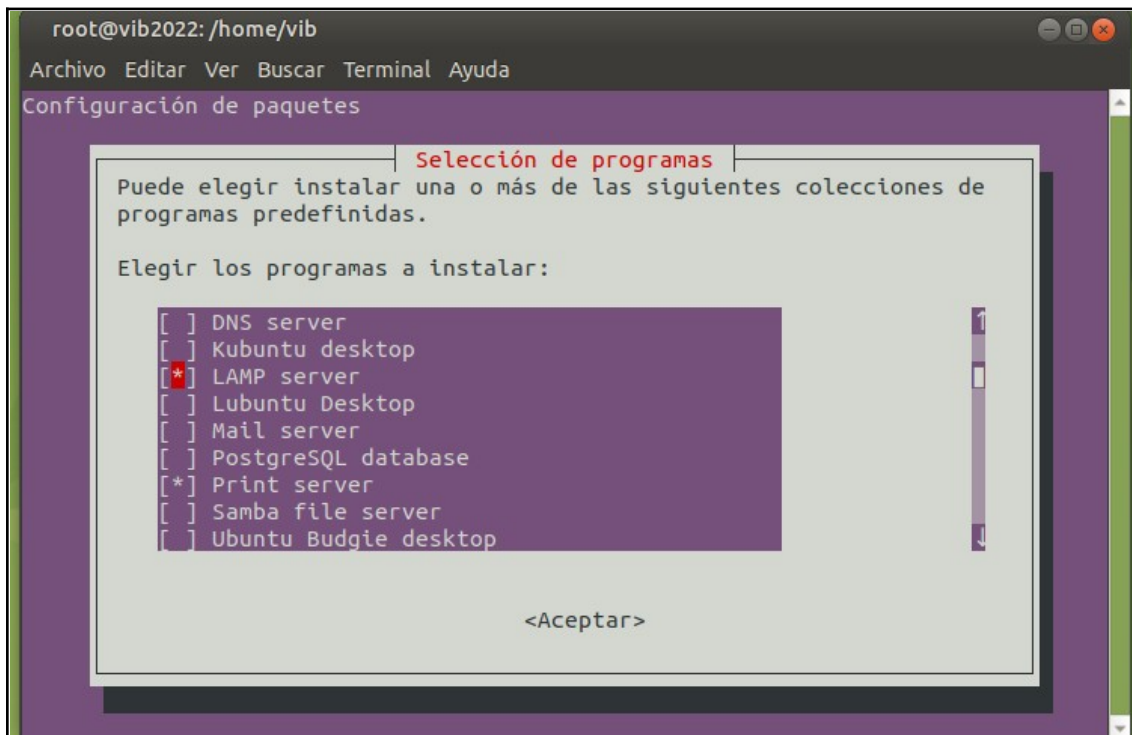 root@vib2022: /home/vib
Archivo Editar Ver Buscar Terminal Ayuda
Configuración de paquetes
Selección de programas
Puede elegir instalar una o más de las siguientes colecciones de
programas predefinidas.
Elegir los programas a instalar:
[ ] DNS server
[ ] Kubuntu desktop
[*] LAMP server
[ ] Lubuntu Desktop
[ ] Mail server
[ ] PostgreSQL database
[*] Print server
[ ] Samba file server
[ ] Ubuntu Budgie desktop
<Aceptar>